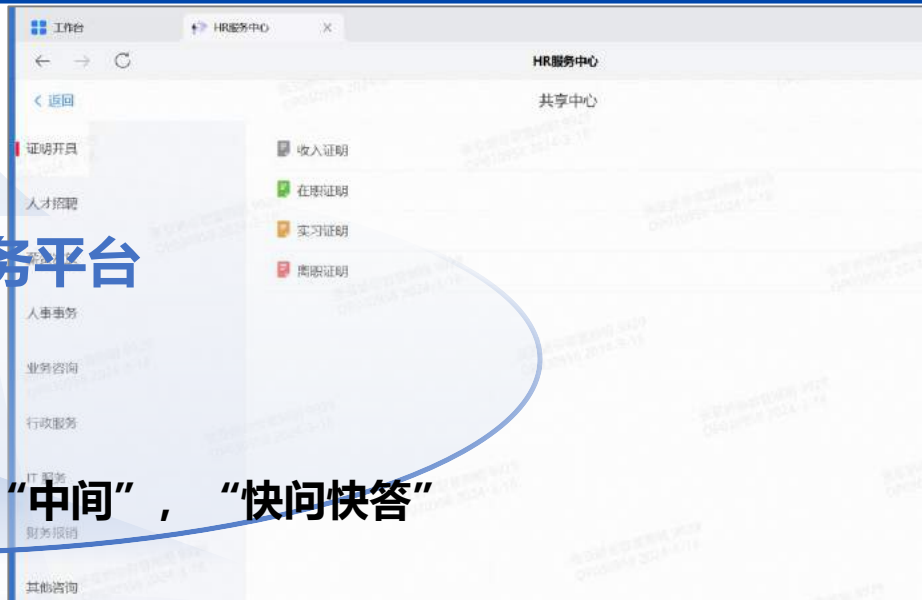 工作台
HR服务中心 ×
HR服务中心
< 返回
共享中心
证明开具
收入证明
人才招聘
在职证明
实习证明
务平台
离职证明
人事事务
业务咨询
行政服务
IT 服务
“中间”，“快问快答”
财务报销
其他咨询